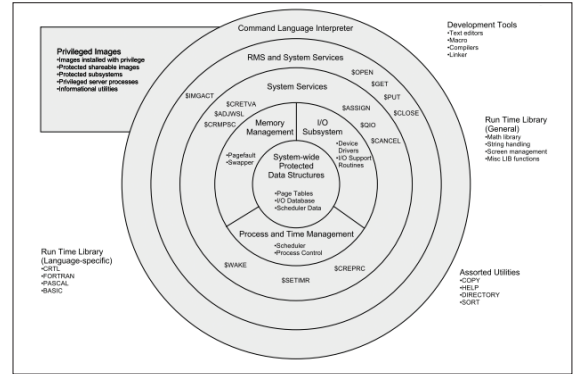 Command Language Interpreter
Development Tools
•Text editors
•Macro
•Compilers
•Linker
Privileged Images
•Images installed with privilege
•Protected shareable images
•Protected subsystems
•Privileged server processes
•Informational utilities
RMS and System Services
$OPEN
$GET
$PUT
$CLOSE
$IMGACT
System Services
$CRETVA
$ADJWSL
$CRMPSC
$ASSIGN
$QIO
$CANCEL
Memory
Management
•Pagefault
•Swapper
I/O
Subsystem
•Device
Drivers
•I/O Support
Routines
System-wide
Protected
Data Structures
•Page Tables
•I/O Database
•Scheduler Data
Process and Time Management
•Scheduler
•Process Control
$WAKE
$SETIMR
$CREPRC
Run Time Library
(General)
•Math library
•String handling
•Screen management
•Misc LIB functions
Run Time Library
(Language-specific)
•CRTL
•FORTRAN
•PASCAL
•BASIC
Assorted Utilities
•COPY
•HELP
•DIRECTORY
•SORT